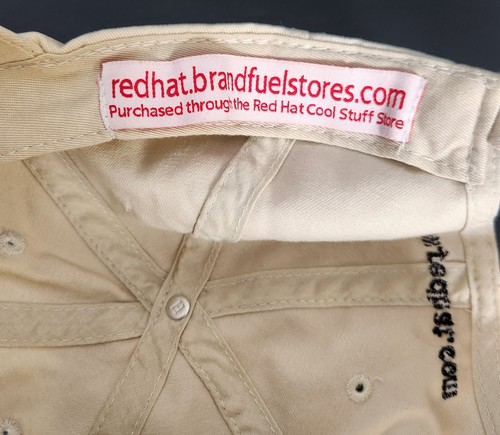 redhat.brandfuelstores.com
Purchased through the Red Hat Cool Stuff Store